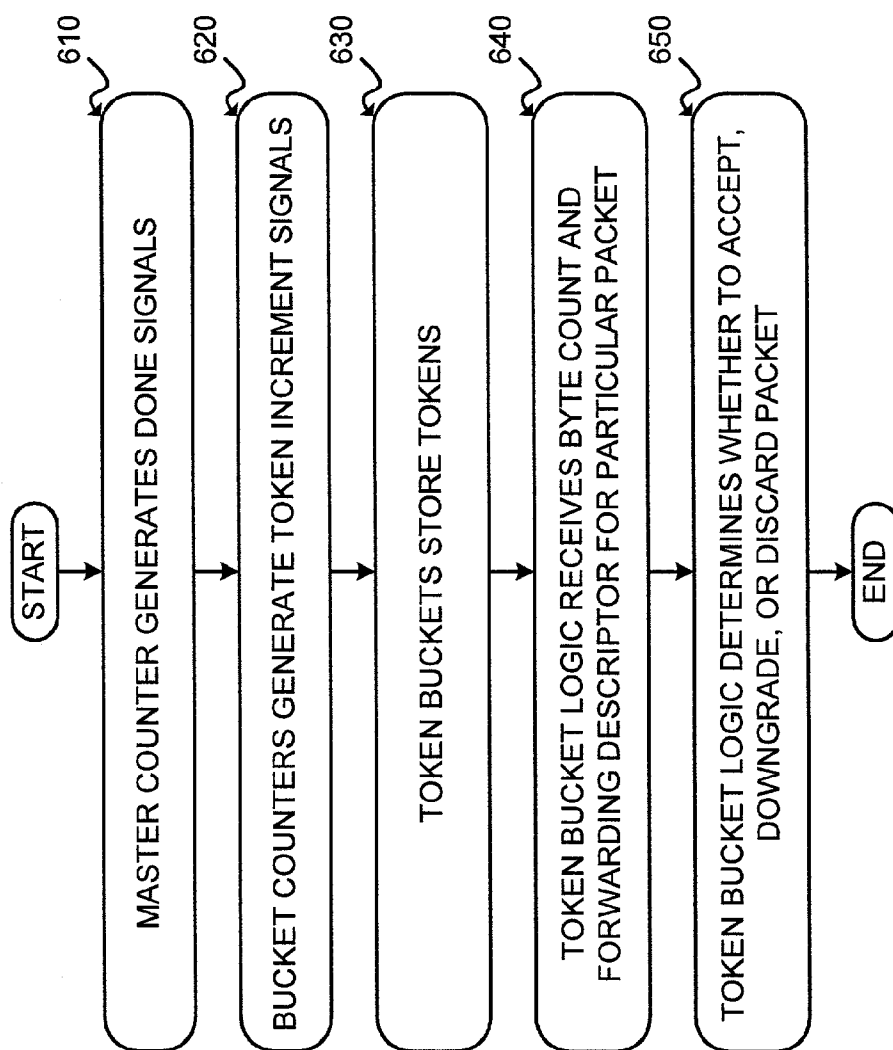 START
610
MASTER COUNTER GENERATES DONE SIGNALS
620
BUCKET COUNTERS GENERATE TOKEN INCREMENT SIGNALS
630
TOKEN BUCKETS STORE TOKENS
640
TOKEN BUCKET LOGIC RECEIVES BYTE COUNT AND
FORWARDING DESCRIPTOR FOR PARTICULAR PACKET
650
TOKEN BUCKET LOGIC DETERMINES WHETHER TO ACCEPT,
DOWNGRADE, OR DISCARD PACKET
END